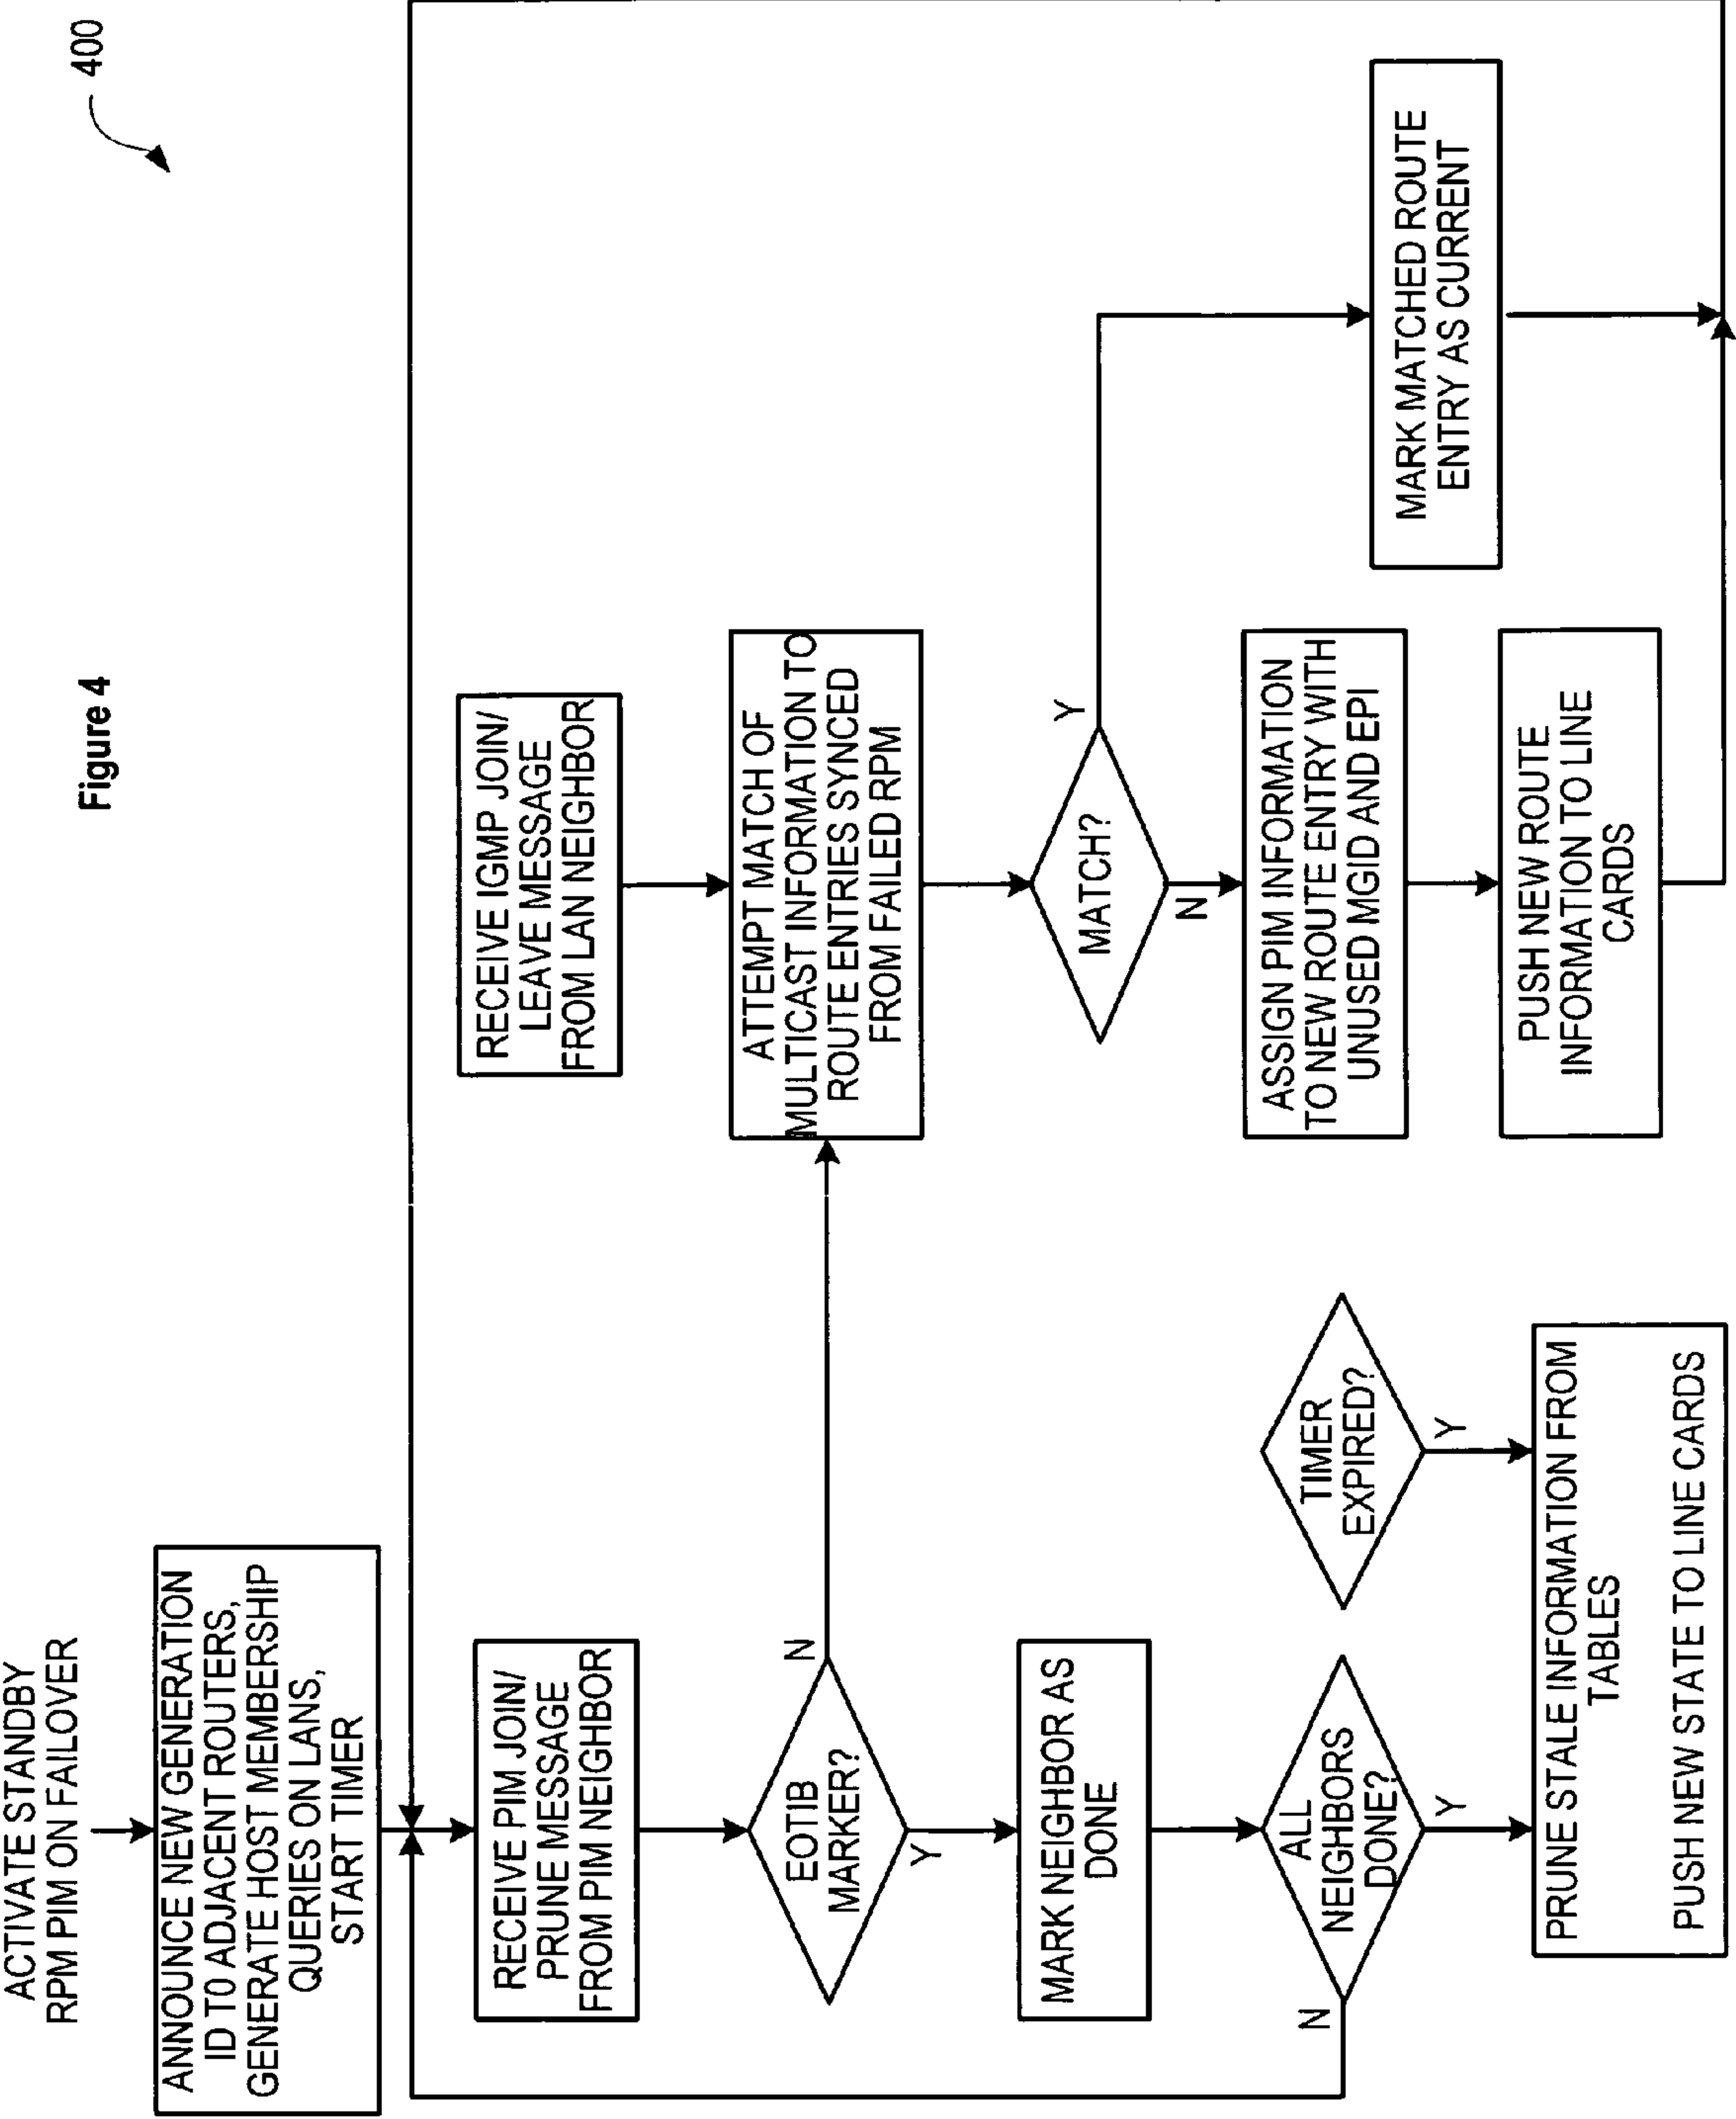 Figure 4
400
ACTIVATE STANDBY
RPM PIM ON FAILOVER
ANNOUNCE NEW GENERATION
ID T0 ADJACENT ROUTERS,
GENERATE HOST MEMBERSHIP
QUERIES ON LANS,
START TIMER
RECEIVE PIM JOIN/
PRUNE MESSAGE
FROM PIM NEIGHBOR
EOTIB
MARKER?
N
Y
MARK NEIGHBOR AS
DONE
ALL
NEIGHBORS
DONE?
N
Y
TIMER
EXPIRED?
Y
PRUNE STALE INFORMATION FROM
TABLES
PUSH NEW STATE TO LINE CARDS
RECEIVE IGMP JOIN/
LEAVE MESSAGE
FROM LAN NEIGHBOR
ATTEMPT MATCH OF
MULTICAST INFORMATION TO
ROUTE ENTRIES SYNCED
FROM FAILED RPM
MATCH?
Y
N
ASSIGN PIM INFORMATION
TO NEW ROUTE ENTRY WITH
UNUSED MGID AND EPI
PUSH NEW ROUTE
INFORMATION TO LINE
CARDS
MARK MATCHED ROUTE
ENTRY AS CURRENT